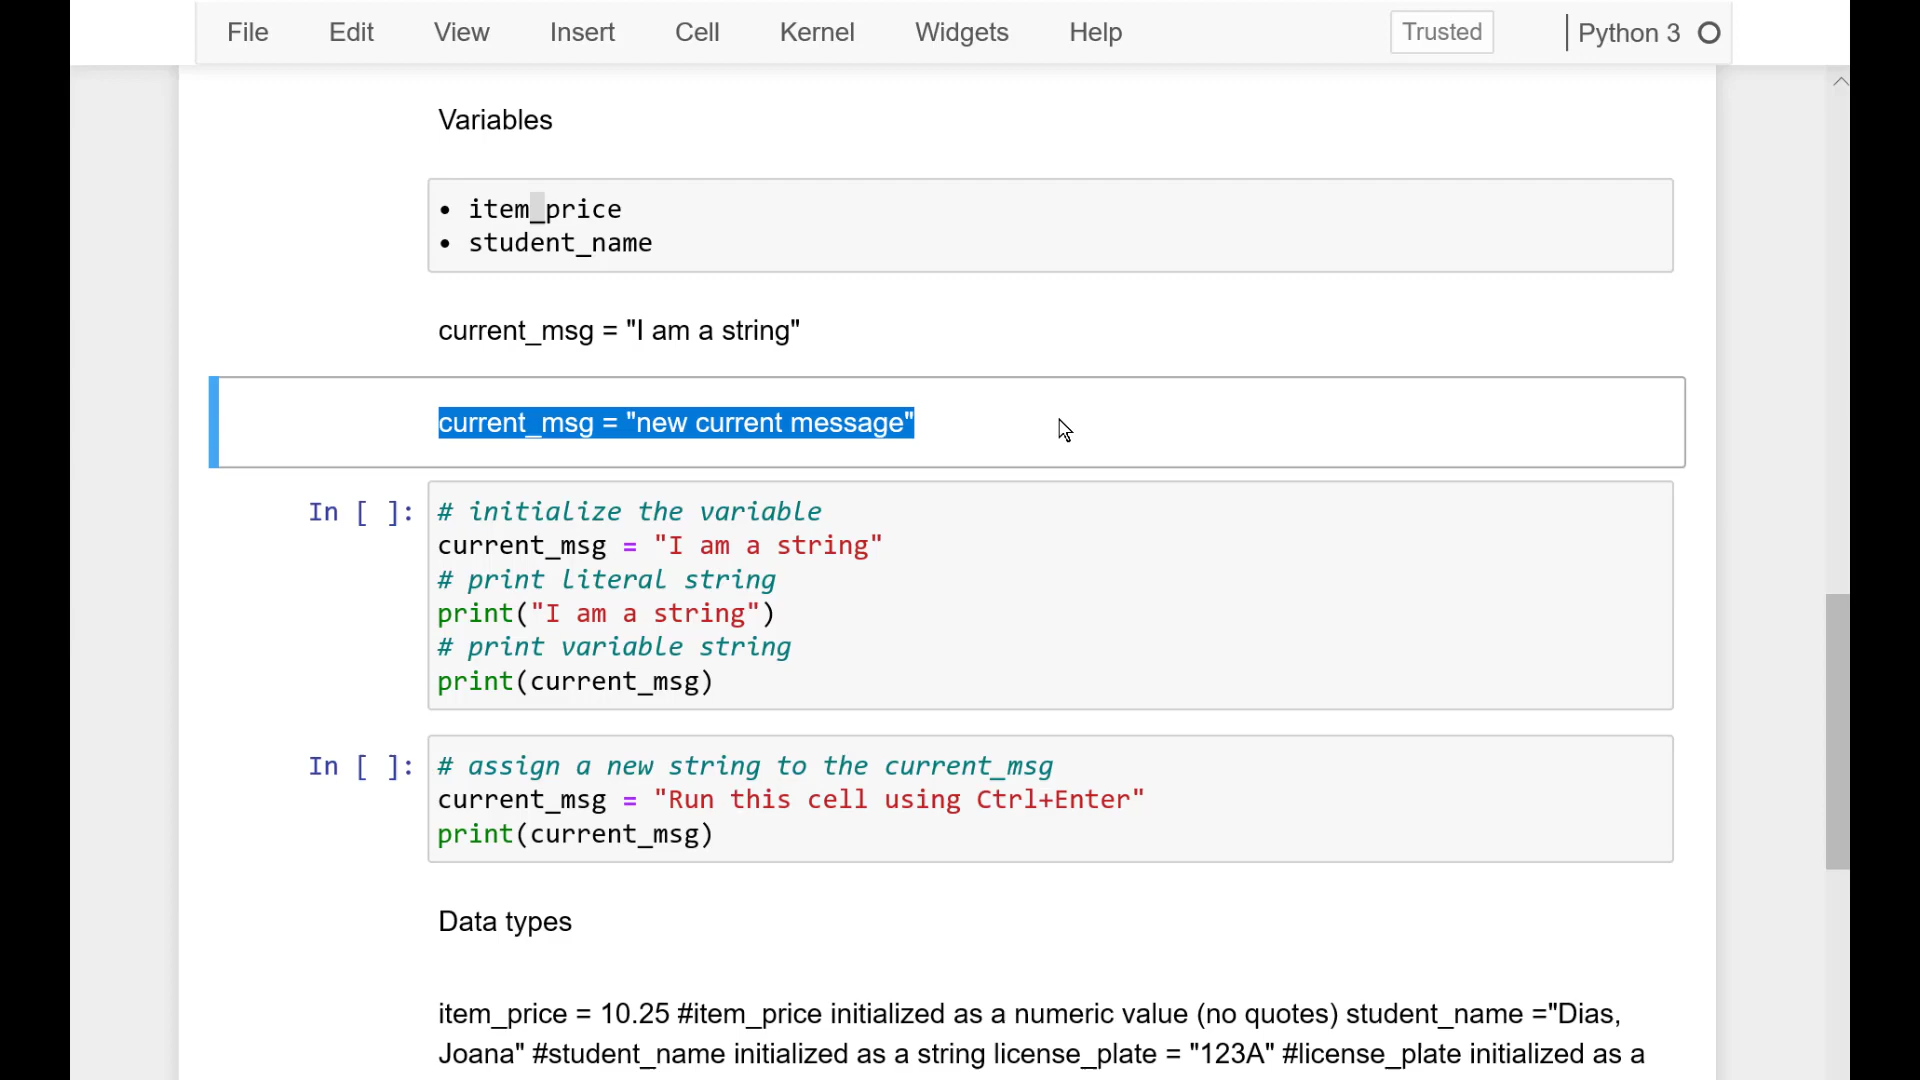 File Edit View Insert Cell Kernel Widgets Help Trusted Python 3
Variables
• item_price
• student_name
current_msg = "I am a string"
current_msg = "new current message"
In [ ]: # initialize the variable
current_msg = "I am a string"
# print literal string
print("I am a string")
# print variable string
print(current_msg)
In [ ]: # assign a new string to the current_msg
current_msg = "Run this cell using Ctrl+Enter"
print(current_msg)
Data types
item_price = 10.25 #item_price initialized as a numeric value (no quotes) student_name ="Dias,
Joana" #student_name initialized as a string license_plate = "123A" #license_plate initialized as a